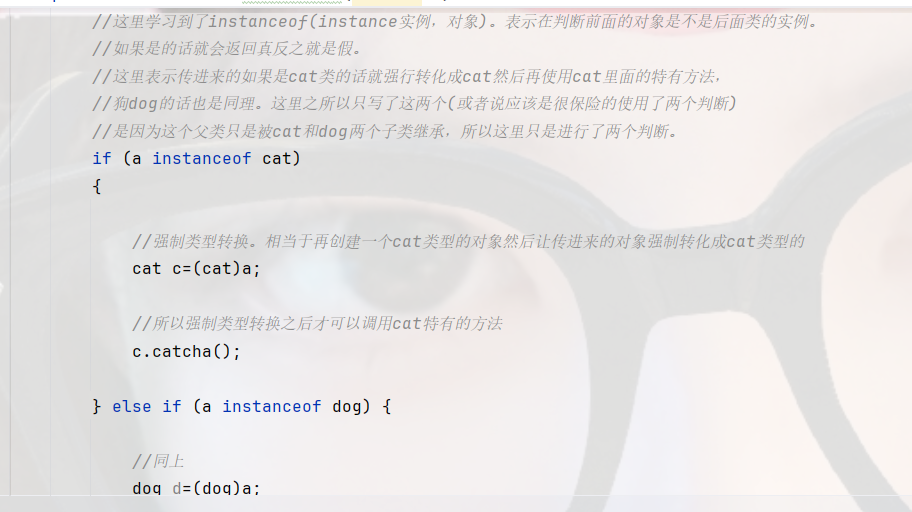 //这里学习到了instanceof(instance实例，对象)。表示在判断前面的对象是不是后面类的实例。
//如果是的话就会返回真反之就是假。
//这里表示传进来的如果是cat类的话就强行转化成cat然后再使用cat里面的特有方法，
//狗dog的话也是同理。这里之所以只写了这两个(或者说应该是很保险的使用了两个判断)
//是因为这个父类只是被cat和dog两个子类继承，所以这里只是进行了两个判断。
if (a instanceof cat)
{
//强制类型转换。相当于再创建一个cat类型的对象然后让传进来的对象强制转化成cat类型的
cat c=(cat)a;
//所以强制类型转换之后才可以调用cat特有的方法
c.catcha();
} else if (a instanceof dog) {
//同上
dog d=(dog)a;